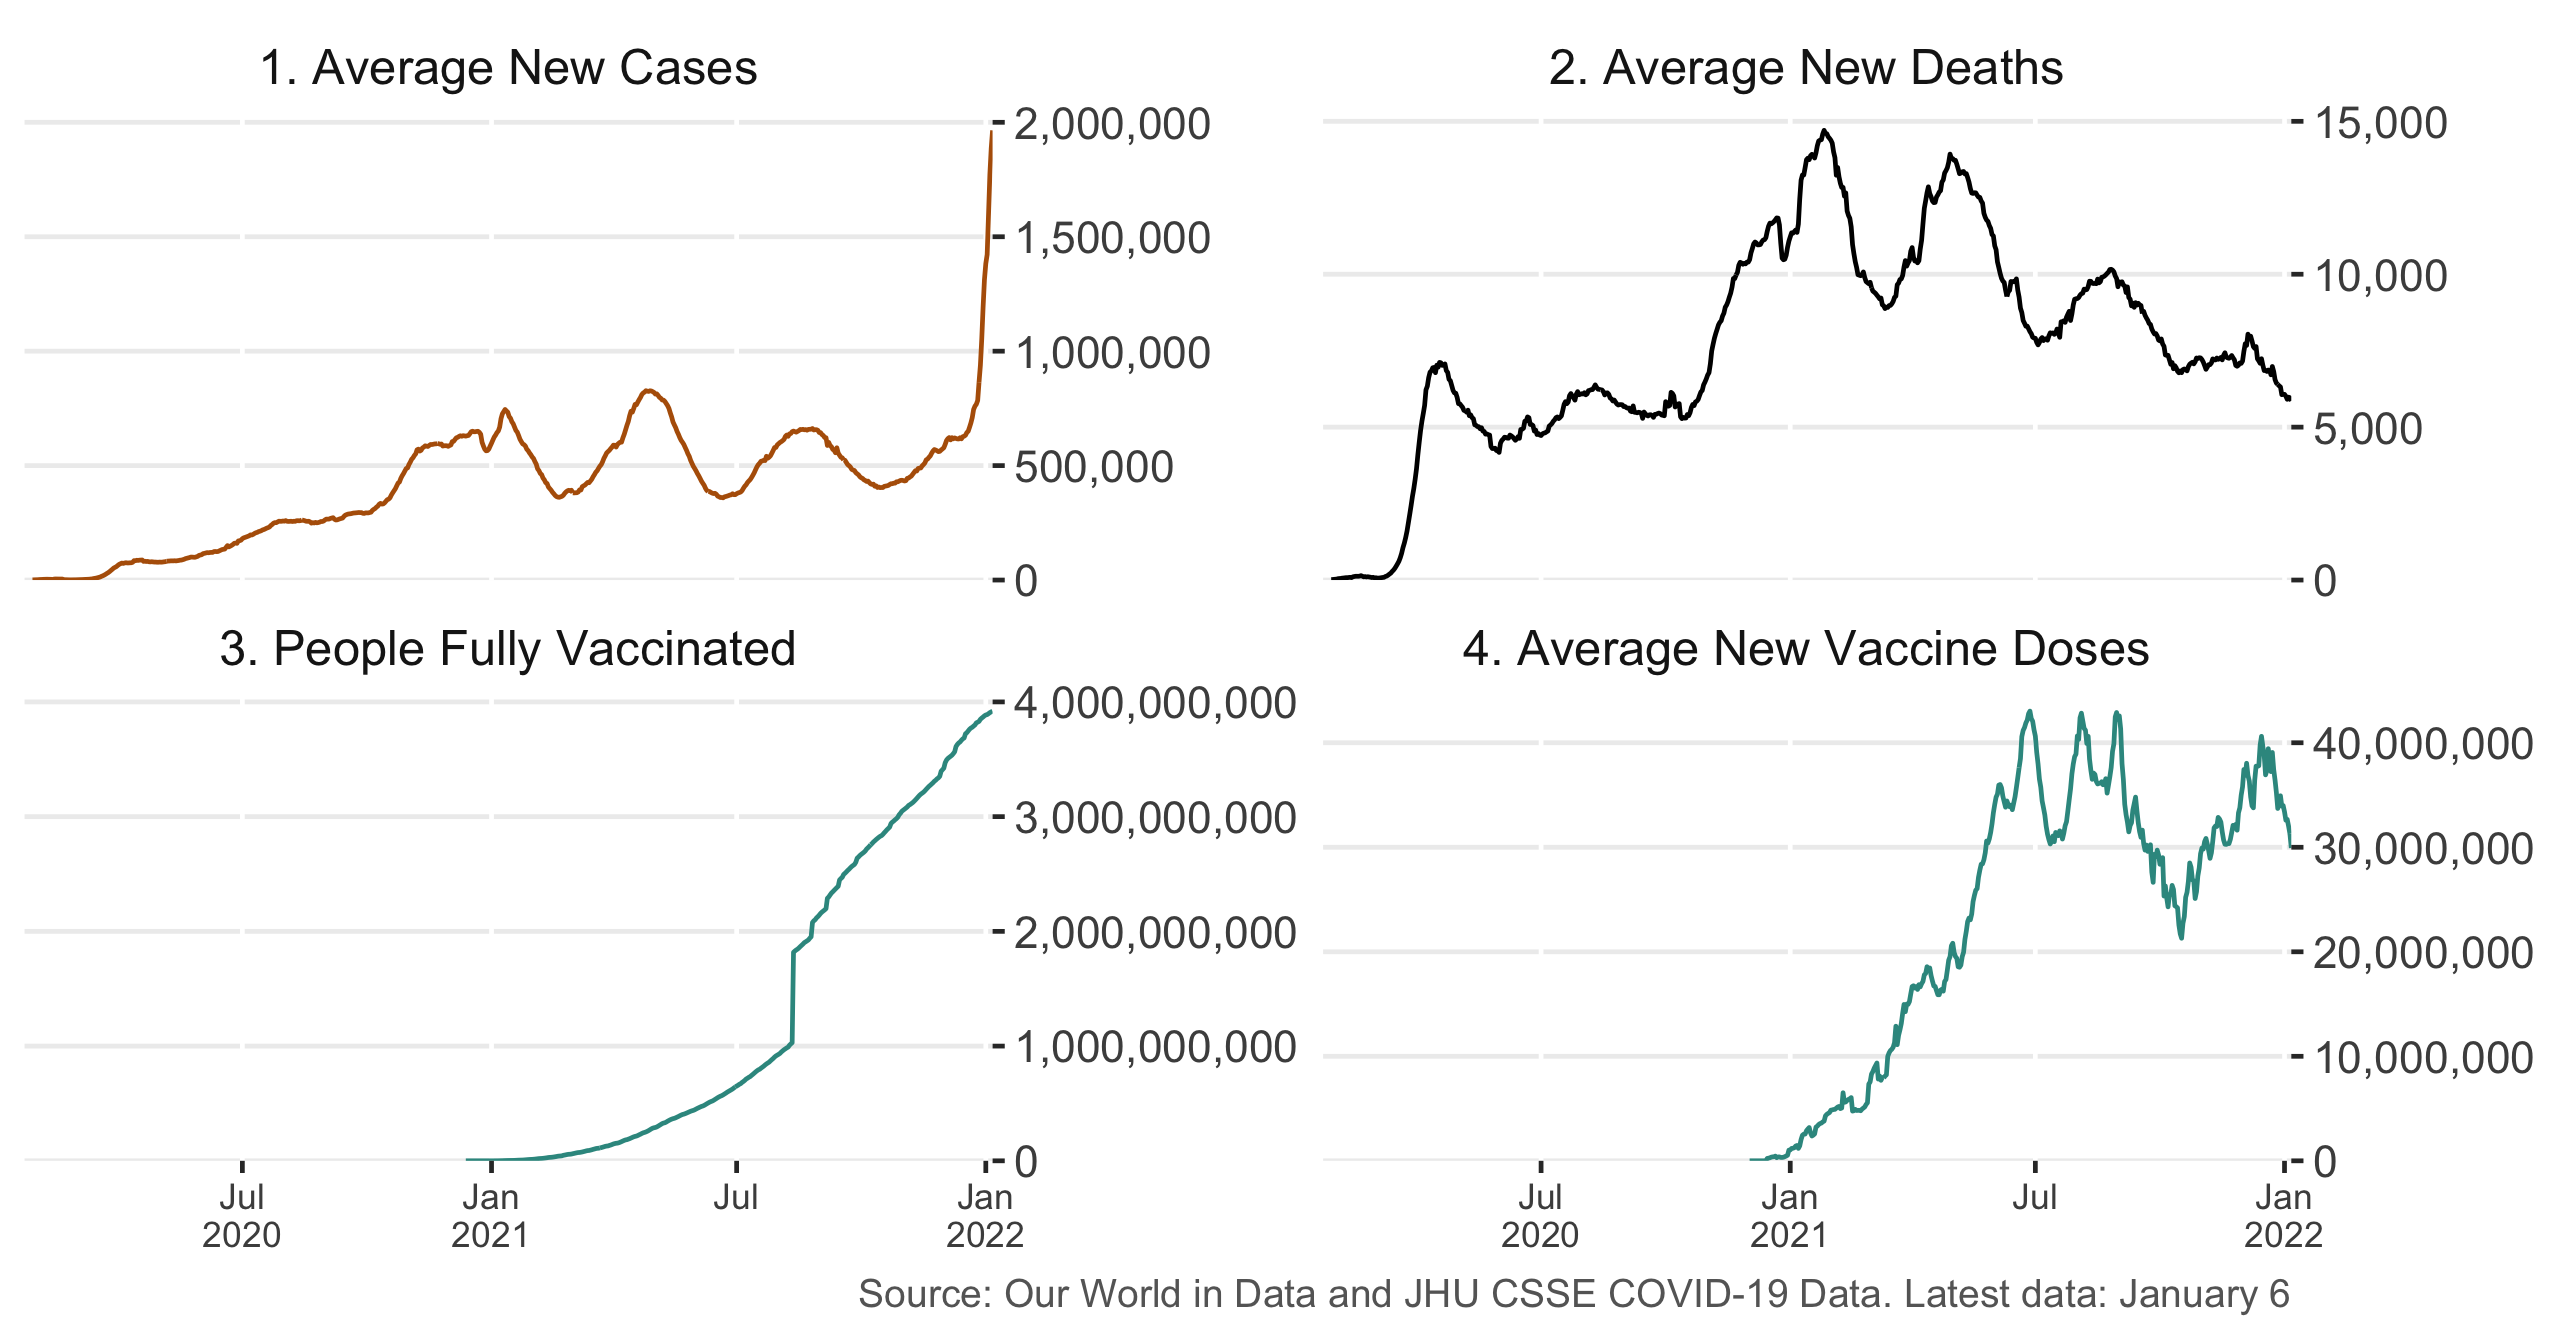 1. Average New Cases
2,000,000
1,500,000
1,000,000
500,000
0
2. Average New Deaths
15,000
10,000
5,000
0
3. People Fully Vaccinated
4,000,000,000
3,000,000,000
2,000,000,000
1,000,000,000
0
Jul Jan Jul Jan
2020 2021 2022
4. Average New Vaccine Doses
40,000,000
30,000,000
20,000,000
10,000,000
0
Jul Jan Jul Jan
2020 2021 2022
Source: Our World in Data and JHU CSSE COVID-19 Data. Latest data: January 6